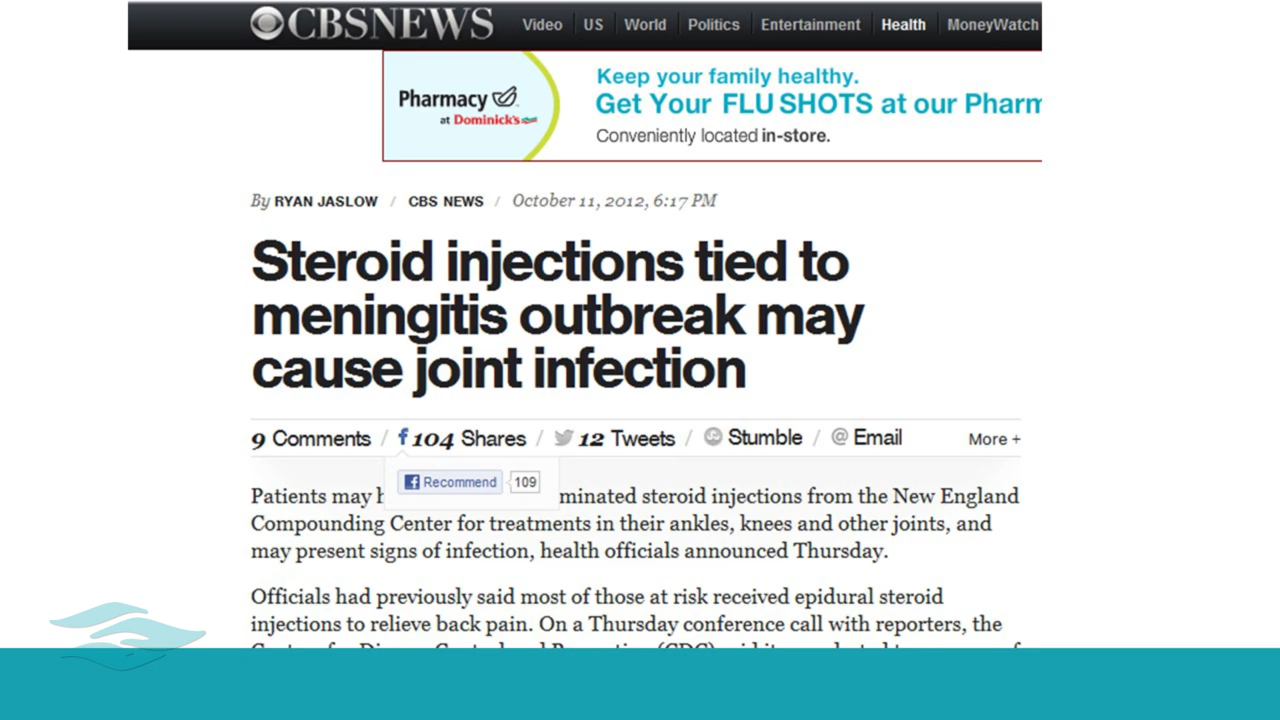 CBSNEWS Video US World Politics Entertainment Health MoneyWatch
Pharmacy
at Dominick's
Keep your family healthy.
Get Your FLU SHOTS at our Pharm
Conveniently located in-store.
By RYAN JASLOW / CBS NEWS / October 11, 2012, 6:17 PM
Steroid injections tied to
meningitis outbreak may
cause joint infection
9 Comments / f 104 Shares / 12 Tweets / Stumble / @ Email More +
f Recommend 109
Patients may minated steroid injections from the New England
Compounding Center for treatments in their ankles, knees and other joints, and
may present signs of infection, health officials announced Thursday.
Officials had previously said most of those at risk received epidural steroid
injections to relieve back pain. On a Thursday conference call with reporters, the